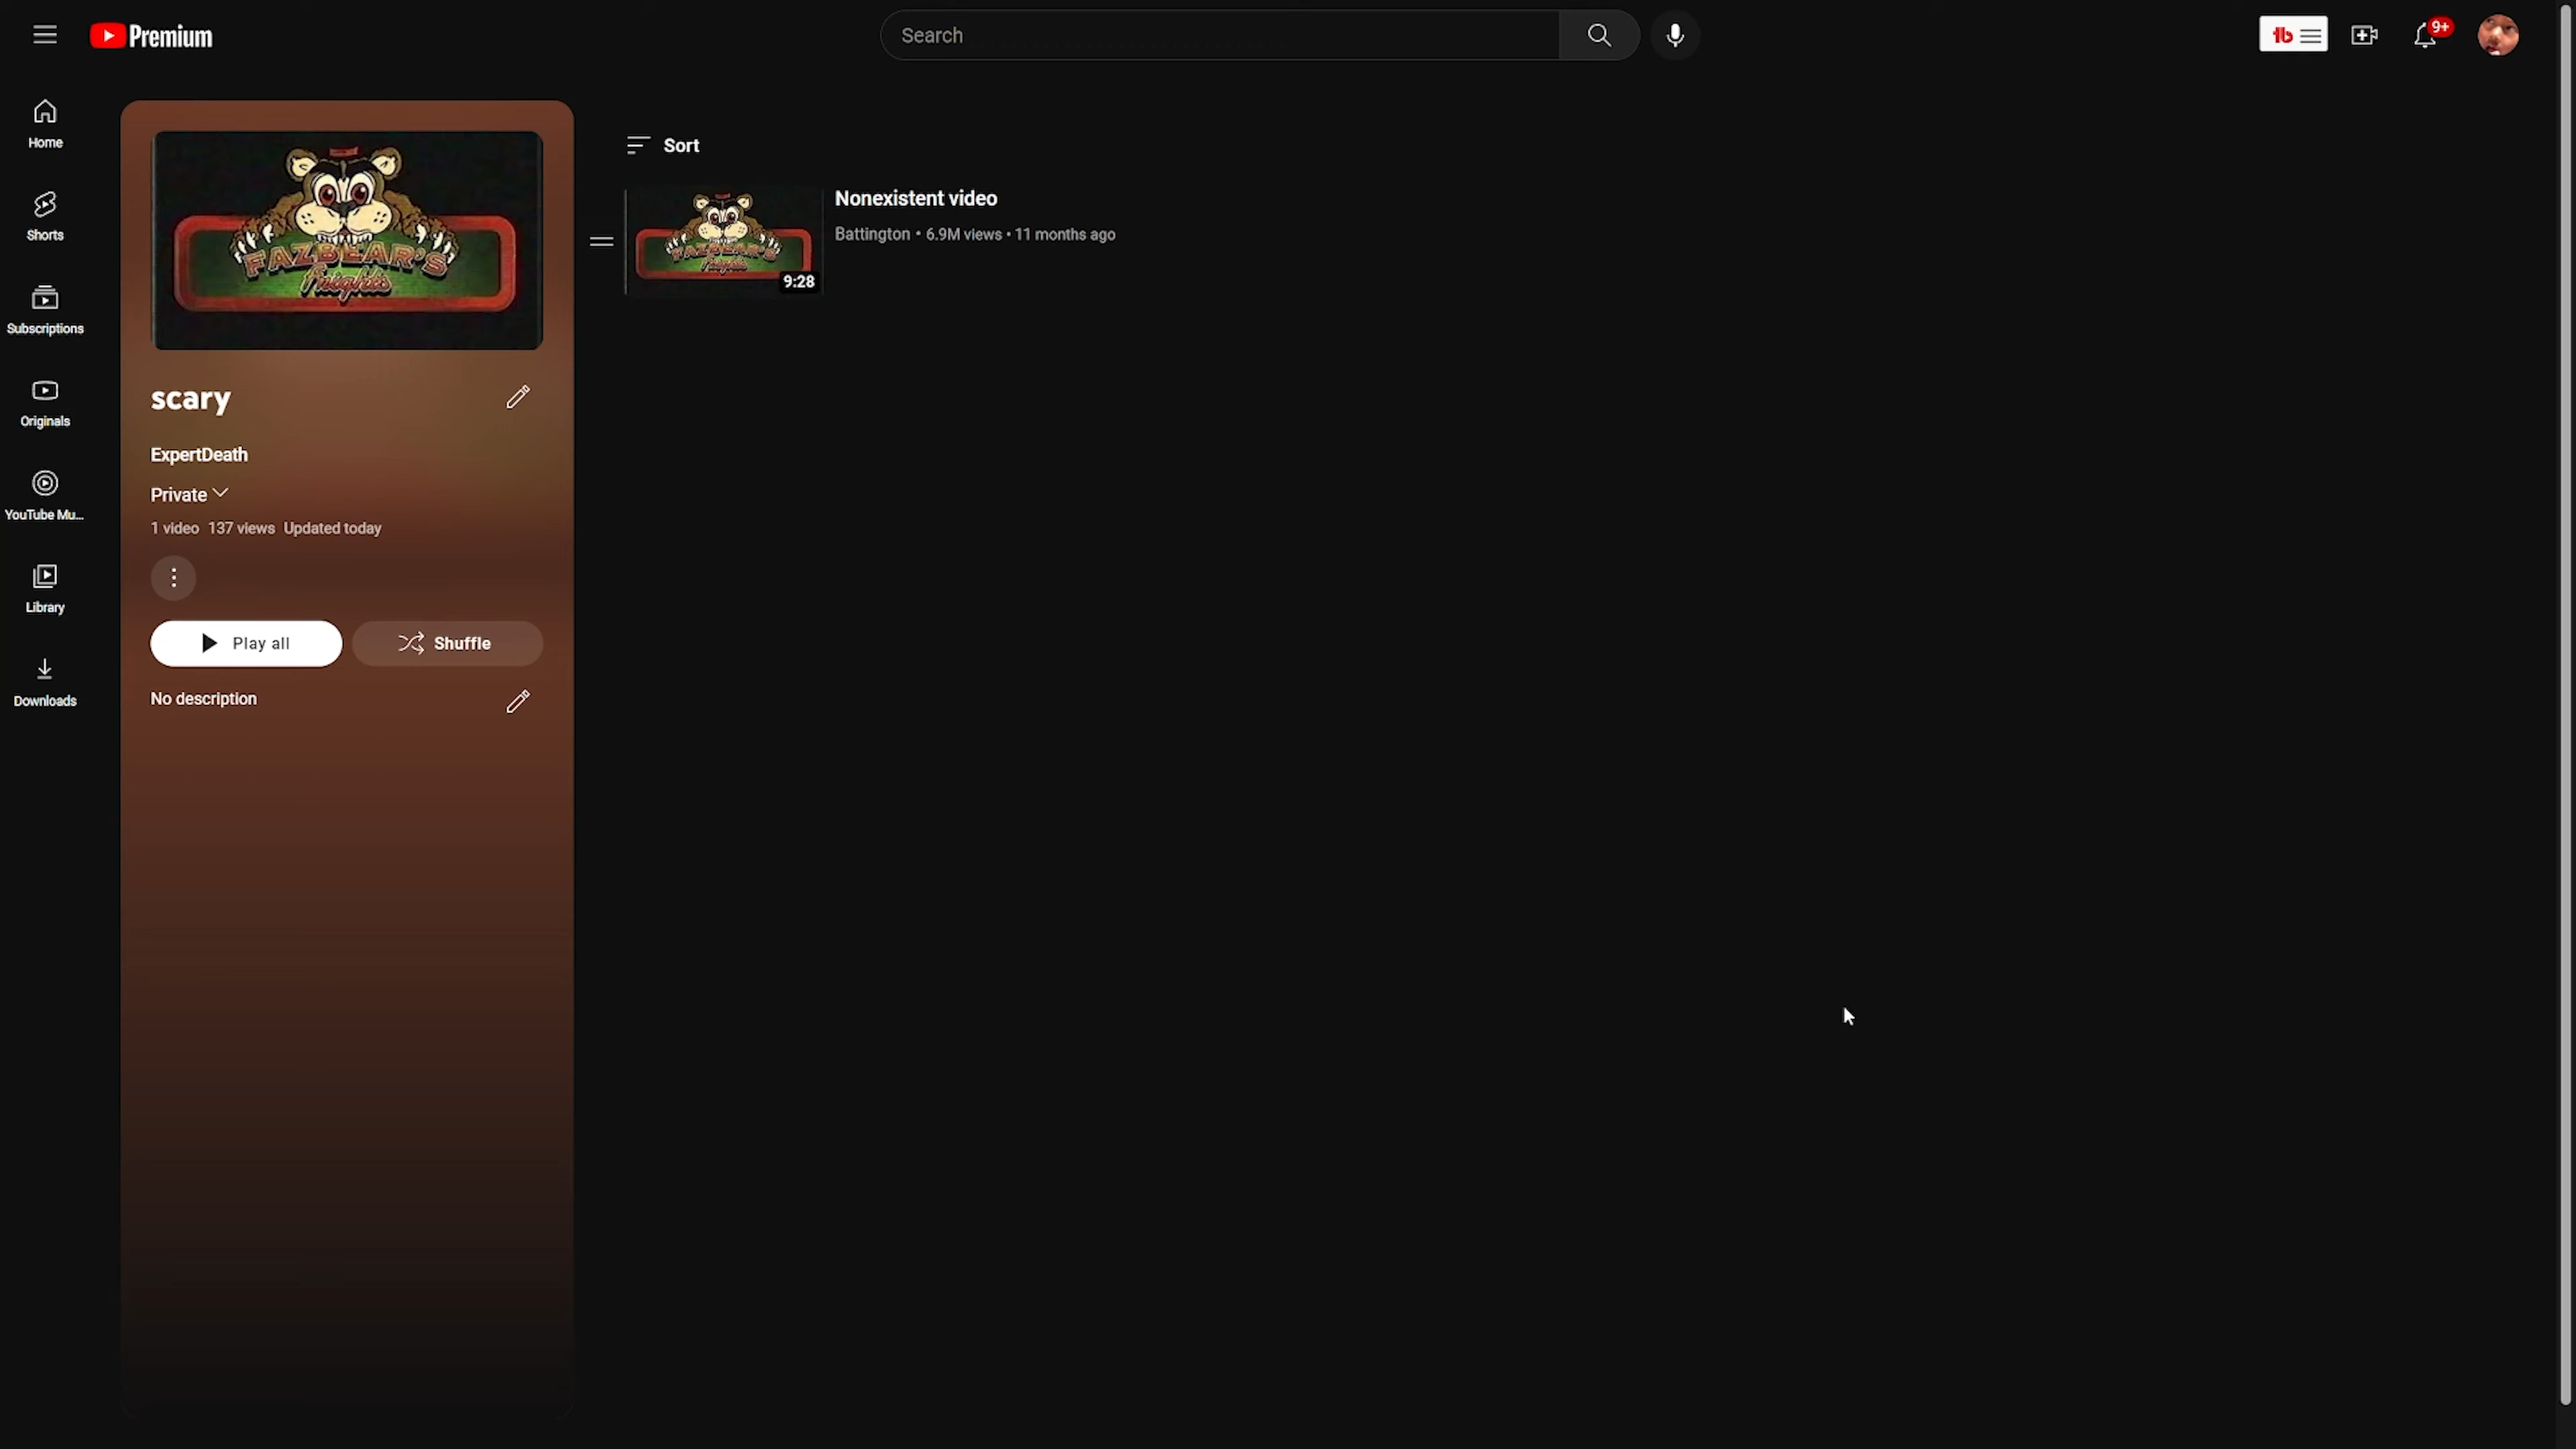 Premium
Search
9+
Home
Shorts
Subscriptions
Originals
YouTube Mu...
Library
Downloads
FAZBEAR'S
Frights
scary
ExpertDeath
Private
1 video 137 views Updated today
Play all
Shuffle
No description
Sort
FAZBEAR'S
Frights
9:28
Nonexistent video
Battington • 6.9M views • 11 months ago